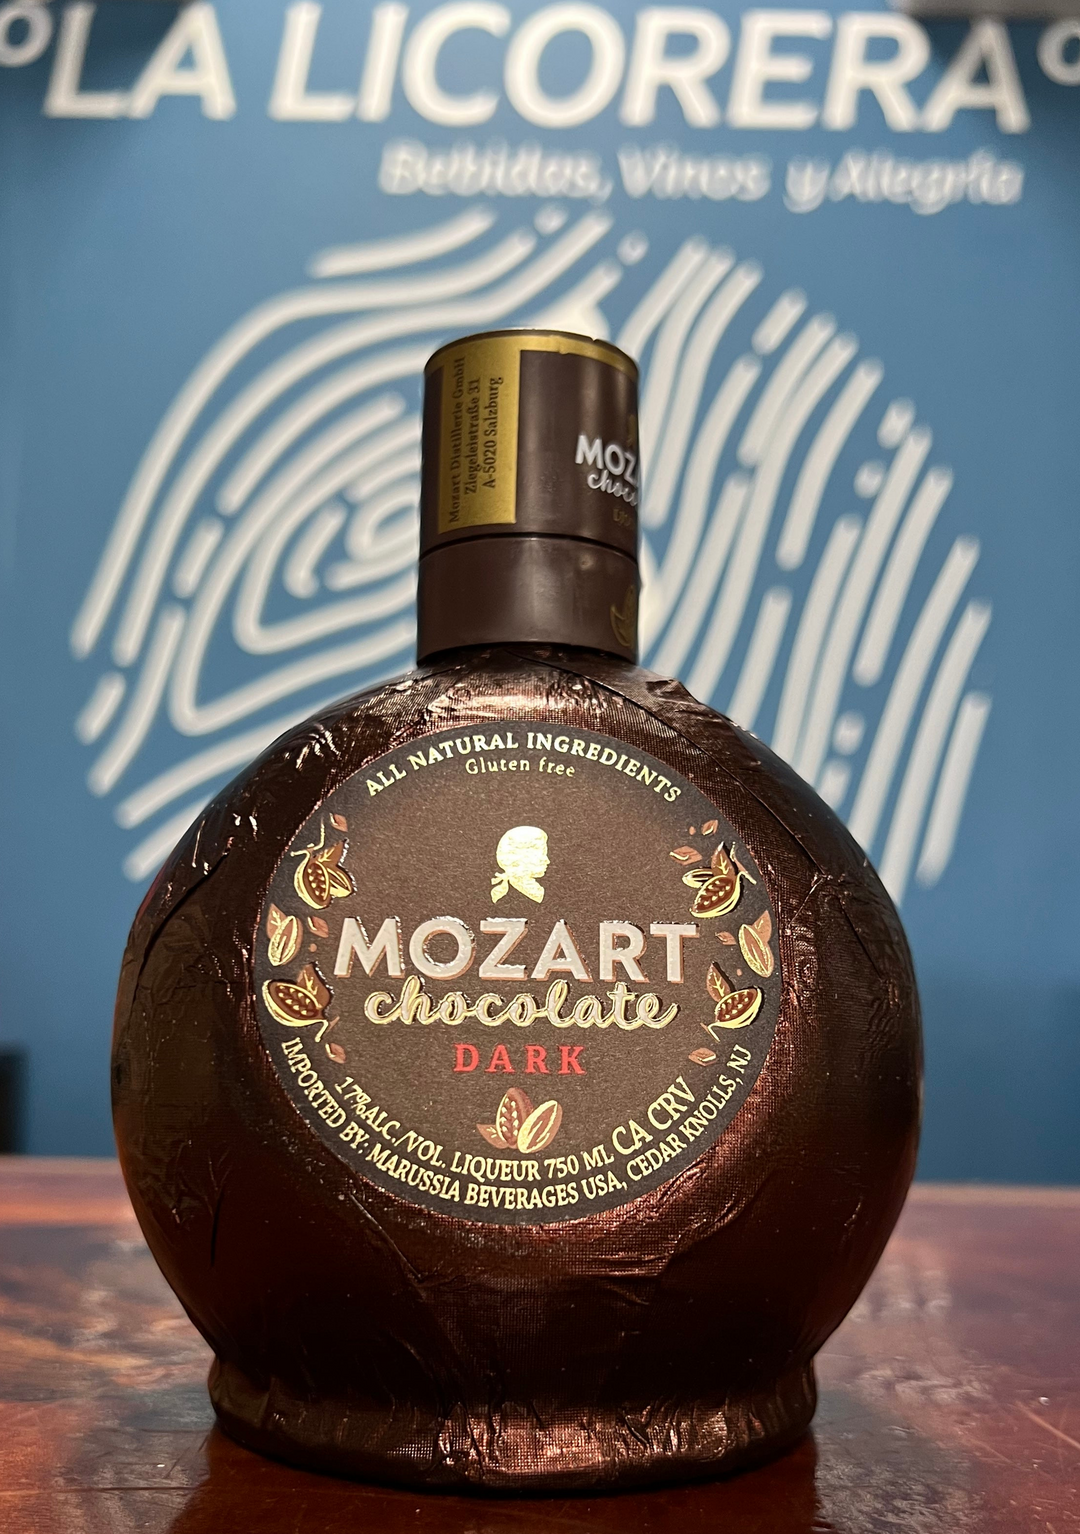 LA LICORERA
Bebidas, Vinos y Alegría
Mozart Distillerie GmbH
Ziegeleistraße 31
A-5020 Salzburg
ALL NATURAL INGREDIENTS
Gluten free
MOZART
chocolate
DARK
17%ALC./VOL. LIQUEUR 750 ML CA CRV
IMPORTED BY: MARUSSIA BEVERAGES USA, CEDAR KNOLLS, NJ